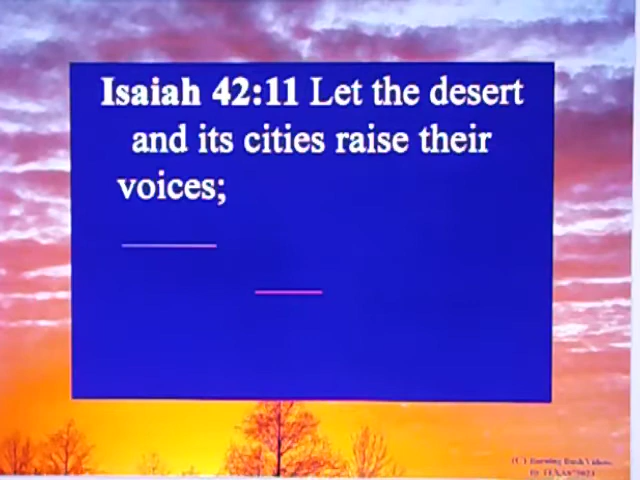 Isaiah 42:11 Let the desert
and its cities raise their
voices;